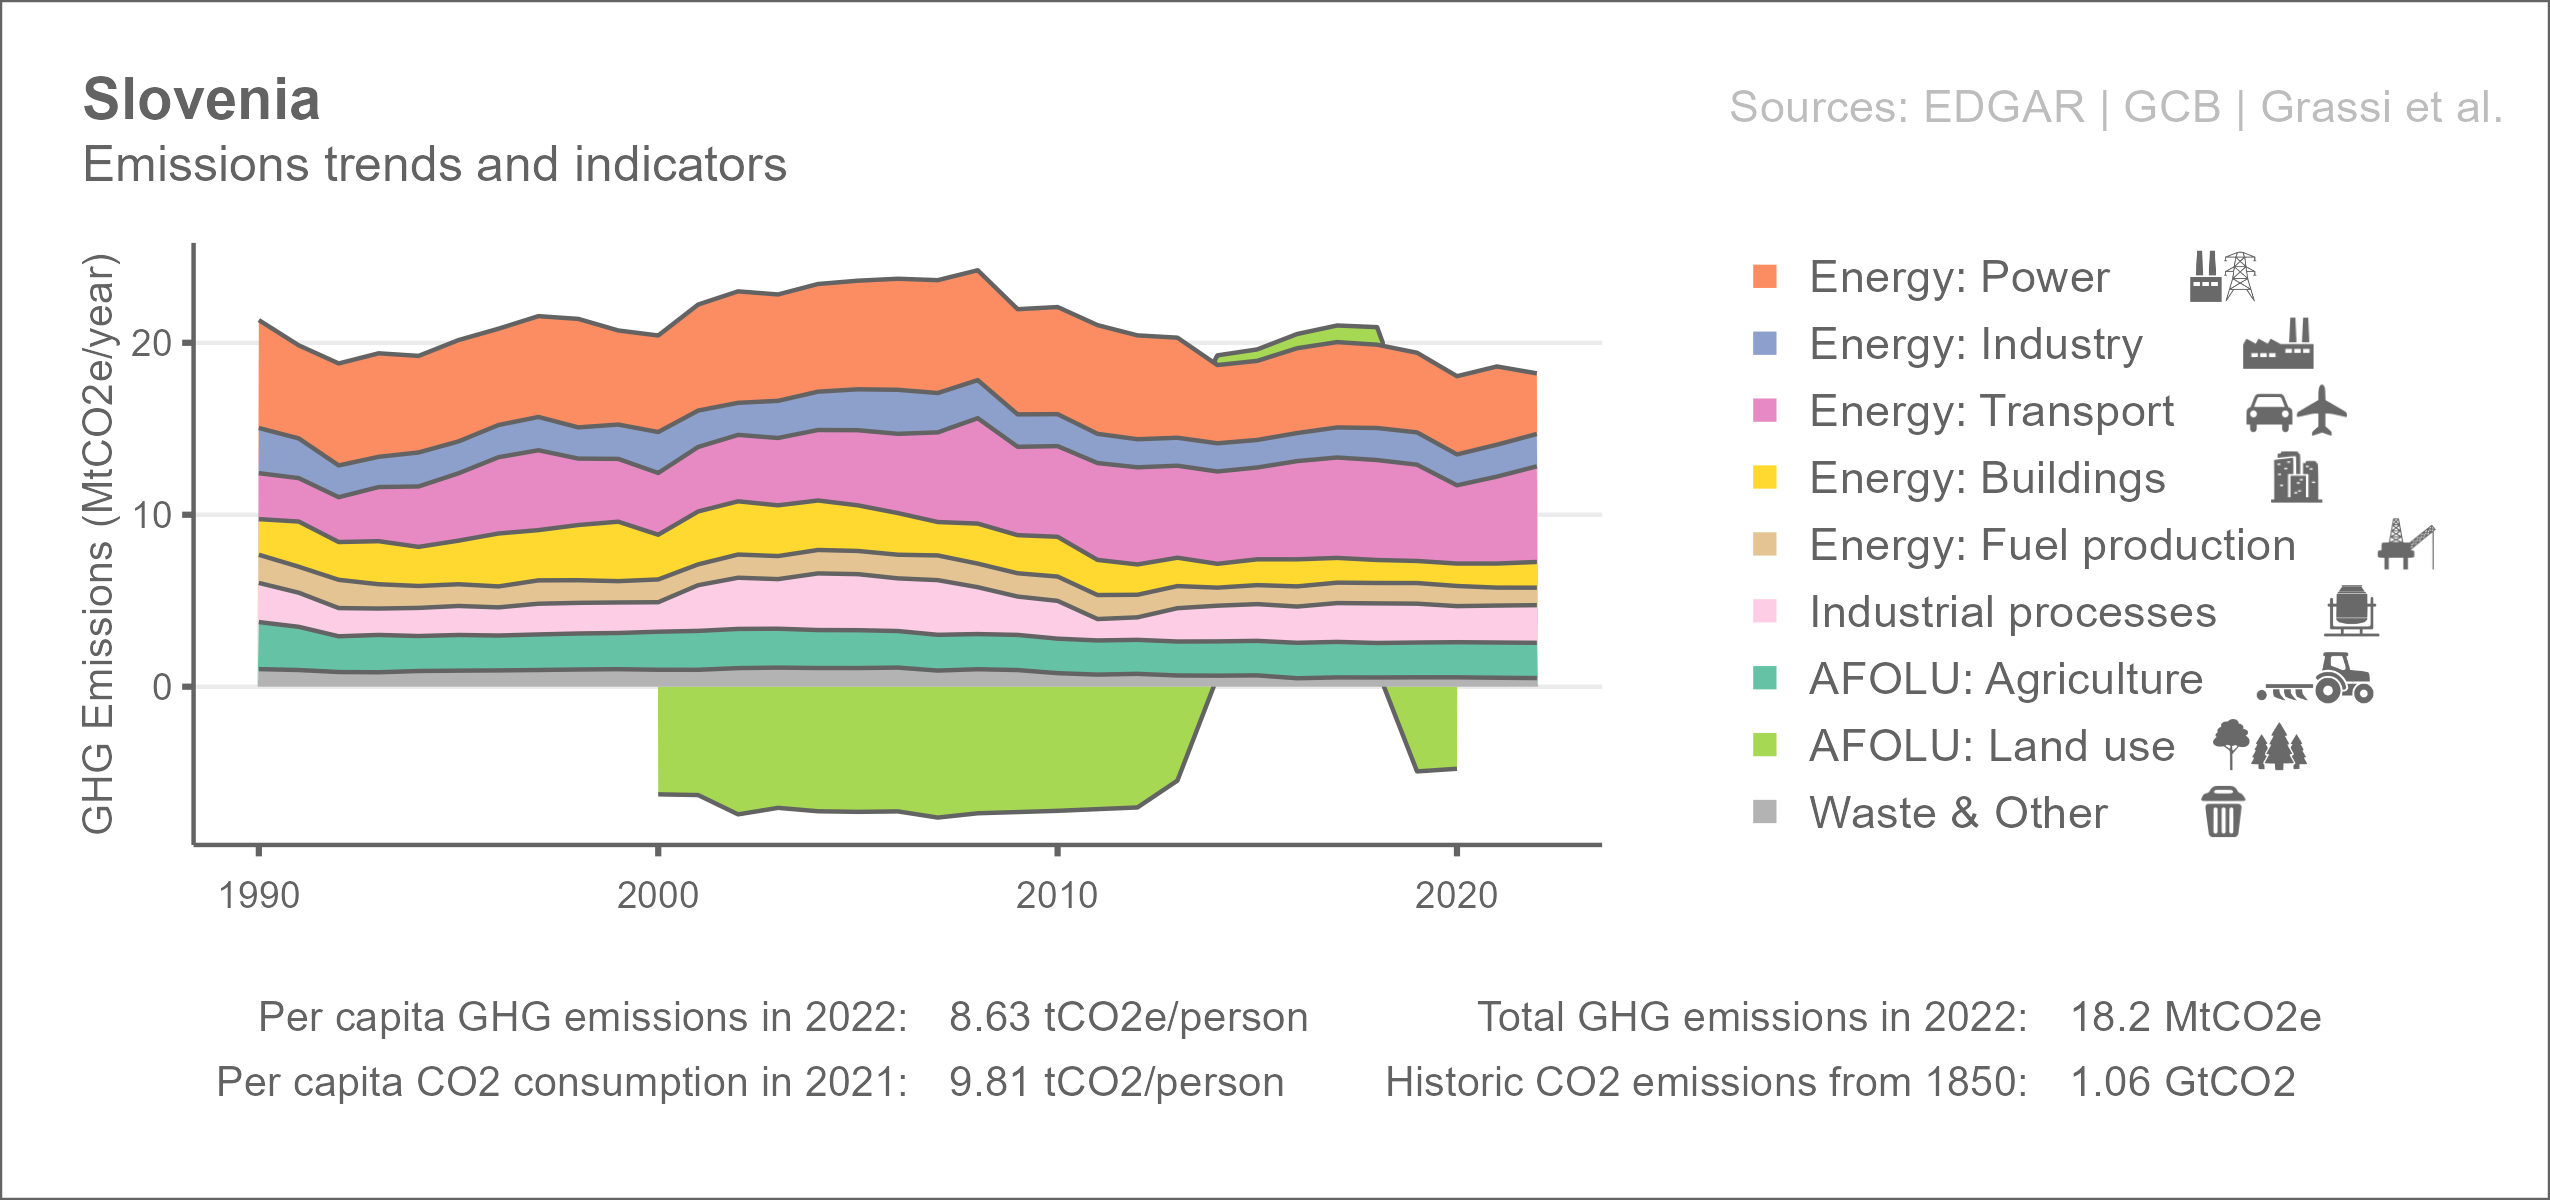 Slovenia
Sources: EDGAR | GCB | Grassi et al.
Emissions trends and indicators
GHG Emissions (MtCO2e/year)
20
10
0
1990
2000
2010
2020
Energy: Power
Energy: Industry
Energy: Transport
Energy: Buildings
Energy: Fuel production
Industrial processes
AFOLU: Agriculture
AFOLU: Land use
Waste & Other
Per capita GHG emissions in 2022: 8.63 tCO2e/person
Total GHG emissions in 2022: 18.2 MtCO2e
Per capita CO2 consumption in 2021: 9.81 tCO2/person
Historic CO2 emissions from 1850: 1.06 GtCO2